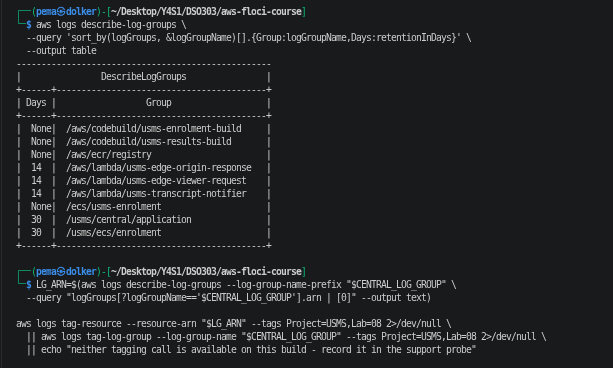 ┌──(pema㉿dolker)-[~/Desktop/Y4S1/DSO303/aws-floci-course]
└─$ aws logs describe-log-groups \
  --query 'sort_by(logGroups, &logGroupName)[].{Group:logGroupName,Days:retentionInDays}' \
  --output table
---------------------------------------------------
|                DescribeLogGroups                |
+------+------------------------------------------+
| Days |                  Group                   |
+------+------------------------------------------+
|  None|  /aws/codebuild/usms-enrolment-build     |
|  None|  /aws/codebuild/usms-results-build       |
|  None|  /aws/ecr/registry                       |
|  14  |  /aws/lambda/usms-edge-origin-response   |
|  14  |  /aws/lambda/usms-edge-viewer-request    |
|  14  |  /aws/lambda/usms-transcript-notifier    |
|  None|  /ecs/usms-enrolment                     |
|  30  |  /usms/central/application               |
|  30  |  /usms/ecs/enrolment                     |
+------+------------------------------------------+
┌──(pema㉿dolker)-[~/Desktop/Y4S1/DSO303/aws-floci-course]
└─$ LG_ARN=$(aws logs describe-log-groups --log-group-name-prefix "$CENTRAL_LOG_GROUP" \
  --query "logGroups[?logGroupName=='$CENTRAL_LOG_GROUP'].arn | [0]" --output text)
aws logs tag-resource --resource-arn "$LG_ARN" --tags Project=USMS,Lab=08 2>/dev/null \
  || aws logs tag-log-group --log-group-name "$CENTRAL_LOG_GROUP" --tags Project=USMS,Lab=08 2>/dev/null \
  || echo "neither tagging call is available on this build - record it in the support probe"